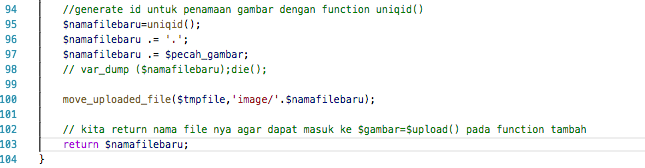 94 //generate id untuk penamaan gambar dengan function uniqid()
95 $namafilebaru=uniqid();
96 $namafilebaru .= '.';
97 $namafilebaru .= $pecah_gambar;
98 // var_dump ($namafilebaru);die();
99
100 move_uploaded_file($tmpfile,'image/'.$namafilebaru);
101
102 // kita return nama file nya agar dapat masuk ke $gambar=$upload() pada function tambah
103 return $namafilebaru;
104 }